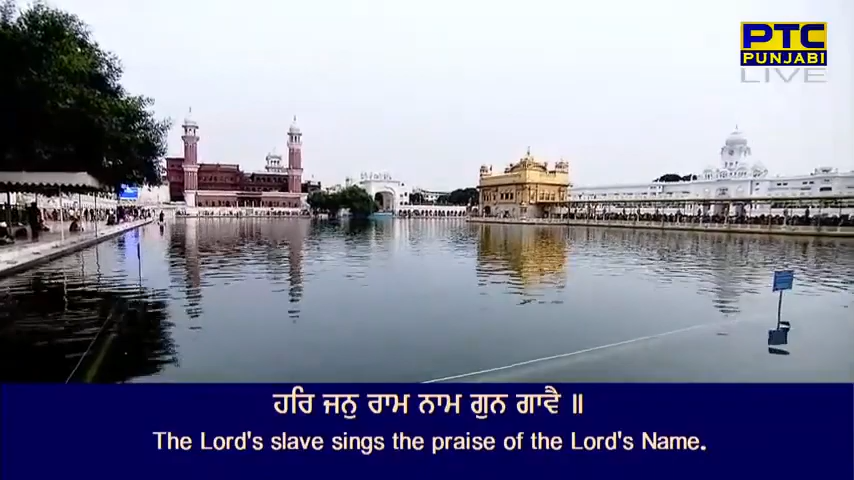 PTC
PUNJABI
LIVE
ਹਰਿ ਜਨੁ ਰਾਮ ਨਾਮ ਗੁਨ ਗਾਵੈ ॥
The Lord's slave sings the praise of the Lord's Name.